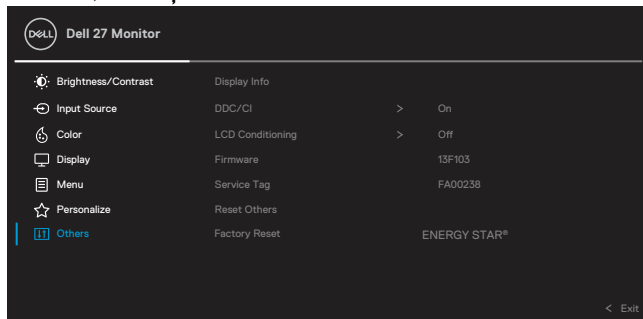 DELL Dell 27 Monitor
Brightness/Contrast Display Info
Input Source DDC/CI > On
Color LCD Conditioning > Off
Display Firmware 13F103
Menu Service Tag FA00238
Personalize Reset Others
Others Factory Reset ENERGY STAR®
< Exit